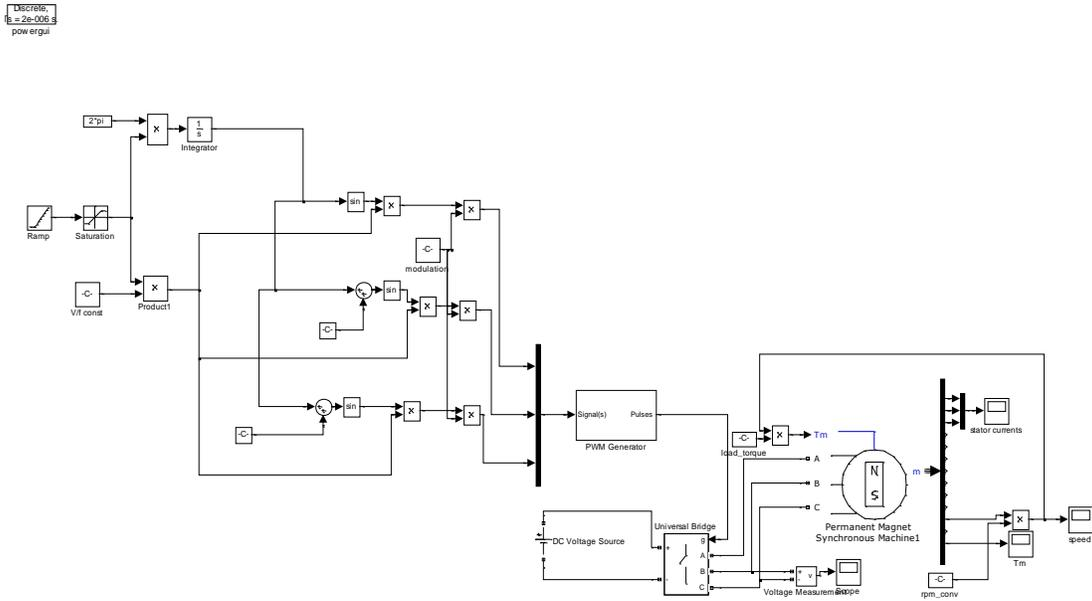 Discrete,
Ts = 2e-006 s.
powergui
2*pi
x
1
s
Integrator
Ramp
Saturation
sin
x
x
-C-
modulation
-C-
V/f const
x
Product1
sin
x
x
-C-
sin
x
x
-C-
Signal(s)
Pulses
PWM Generator
-C-
load_torque
x
Tm
A
B
C
N
S
m
Permanent Magnet
Synchronous Machine1
stator currents
x
speed
Tm
-C-
rpm_conv
DC Voltage Source
Universal Bridge
g
+
A
B
-
C
+
-
v
Voltage Measurement
Scope